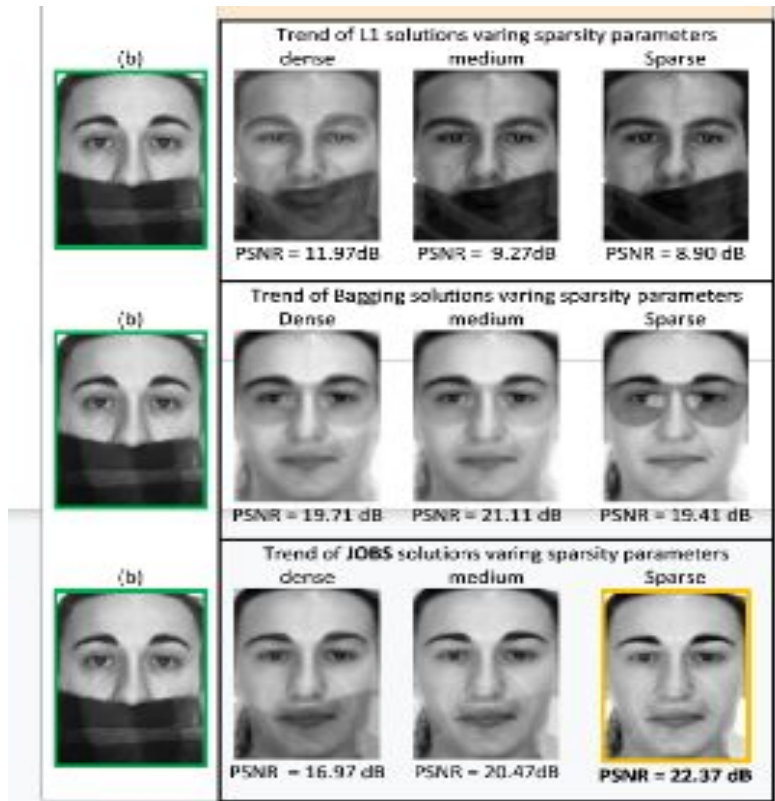 Trend of L1 solutions varing sparsity parameters
(b) dense medium Sparse
PSNR = 11.97dB PSNR = 9.27dB PSNR = 8.90 dB
Trend of Bagging solutions varing sparsity parameters
(b) Dense medium Sparse
PSNR = 19.71 dB PSNR = 21.11 dB PSNR = 19.41 dB
Trend of JOBS solutions varing sparsity parameters
(b) dense medium Sparse
PSNR = 16.97 dB PSNR = 20.47dB PSNR = 22.37 dB